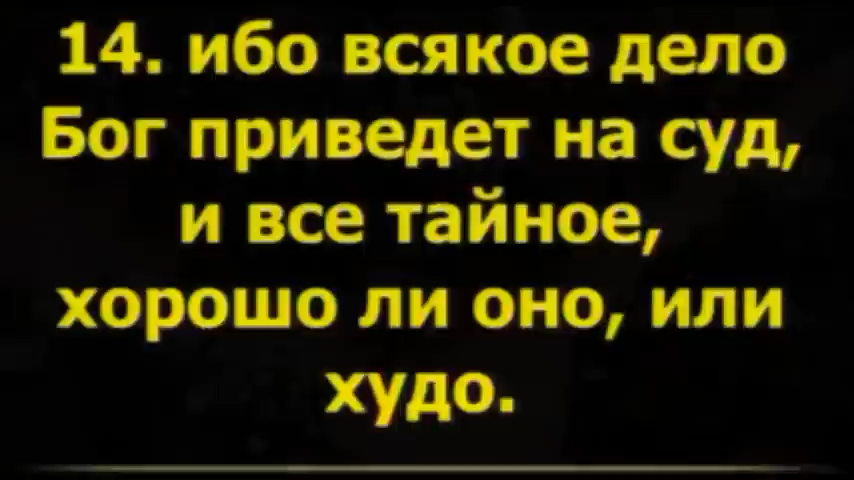 14. ибо всякое дело
Бог приведет на суд,
и все тайное,
хорошо ли оно, или
худо.